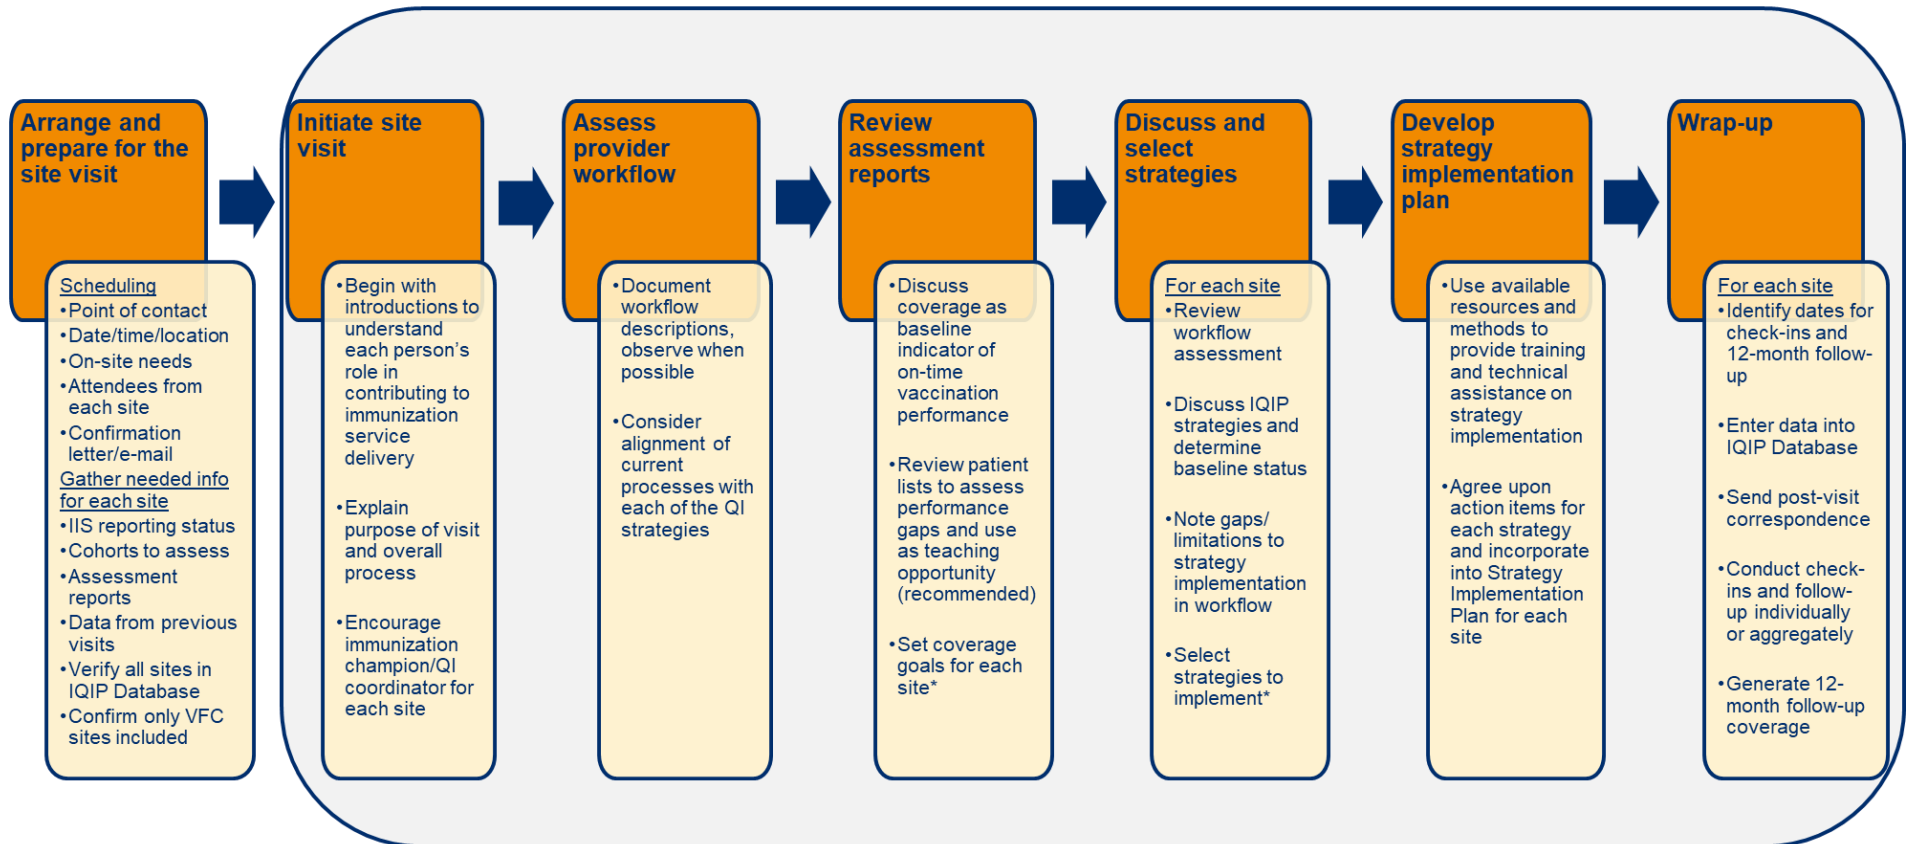 Arrange and
prepare for the
site visit
Scheduling
•Point of contact
•Date/time/location
•On-site needs
•Attendees from
each site
•Confirmation
letter/e-mail
Gather needed info
for each site
•IIS reporting status
•Cohorts to assess
•Assessment
reports
•Data from previous
visits
•Verify all sites in
IQIP Database
•Confirm only VFC
sites included
Initiate site
visit
•Begin with
introductions to
understand
each person's
role in
contributing to
immunization
service
delivery
•Explain
purpose of visit
and overall
process
•Encourage
immunization
champion/QI
coordinator for
each site
Assess
provider
workflow
•Document
workflow
descriptions,
observe when
possible
•Consider
alignment of
current
processes with
each of the QI
strategies
Review
assessment
reports
•Discuss
coverage as
baseline
indicator of
on-time
vaccination
performance
•Review patient
lists to assess
performance
gaps and use
as teaching
opportunity
(recommended)
•Set coverage
goals for each
site*
Discuss and
select
strategies
For each site
•Review
workflow
assessment
•Discuss IQIP
strategies and
determine
baseline status
•Note gaps/
limitations to
strategy
implementation
in workflow
•Select
strategies to
implement*
Develop
strategy
implementation
plan
•Use available
resources and
methods to
provide training
and technical
assistance on
strategy
implementation
•Agree upon
action items for
each strategy
and incorporate
into Strategy
Implementation
Plan for each
site
Wrap-up
For each site
•Identify dates for
check-ins and
12-month follow-
up
•Enter data into
IQIP Database
•Send post-visit
correspondence
•Conduct check-
ins and follow-
up individually
or aggregately
•Generate 12-
month follow-up
coverage